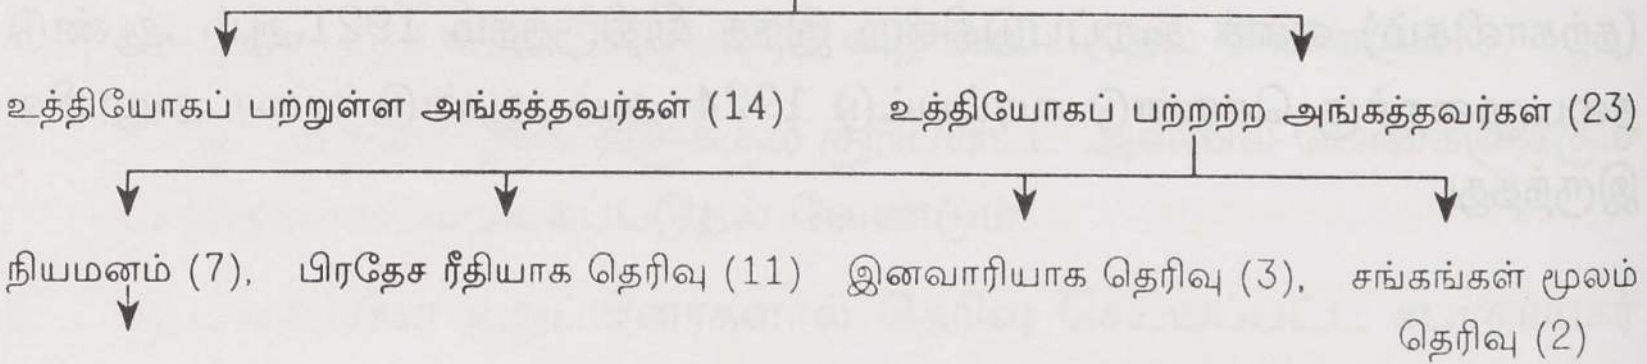 உத்தியோகப் பற்றுள்ள அங்கத்தவர்கள் (14) உத்தியோகப் பற்றற்ற அங்கத்தவர்கள் (23)
நியமனம் (7), பிரதேச ரீதியாக தெரிவு (11) இனவாரியாக தெரிவு (3), சங்கங்கள் மூலம்
தெரிவு (2)